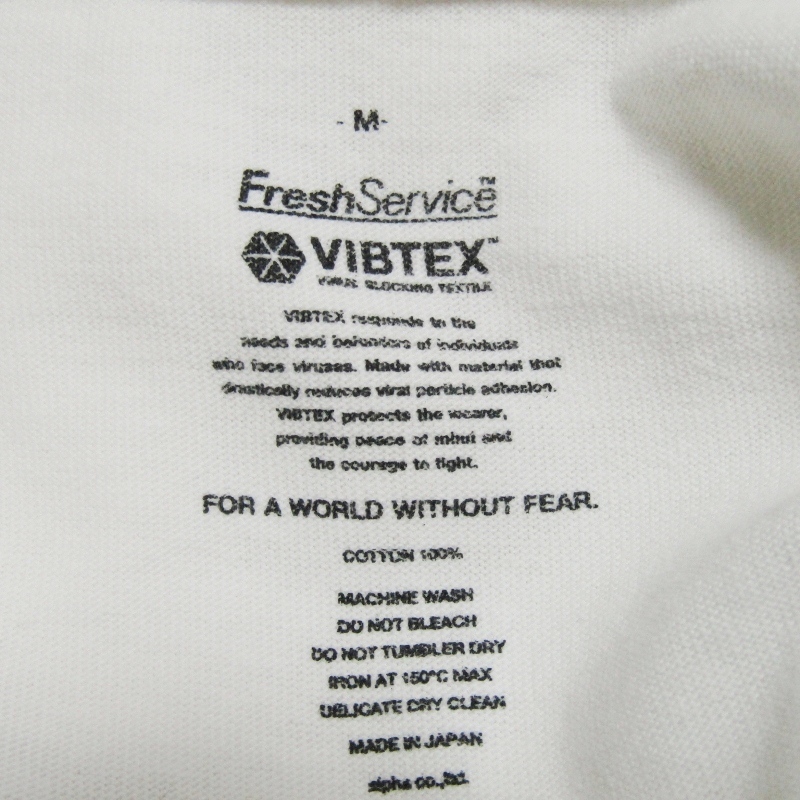 - M -
FreshService™
VIBTEX™
VIRUS BLOCKING TEXTILE
VIBTEX responds to the
needs and behaviors of individuals
who face viruses. Made with material that
drastically reduces viral particle adhesion.
VIBTEX protects the wearer,
providing peace of mind and
the courage to fight.
FOR A WORLD WITHOUT FEAR.
COTTON 100%
MACHINE WASH
DO NOT BLEACH
DO NOT TUMBLER DRY
IRON AT 150°C MAX
DELICATE DRY CLEAN
MADE IN JAPAN
alpha co.,ltd.